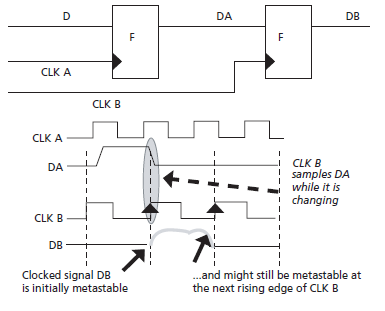 D
DA
DB
F
F
CLK A
CLK B
CLK A
DA
CLK B
samples DA
while it is
changing
CLK B
DB
Clocked signal DB
is initially metastable
...and might still be metastable at
the next rising edge of CLK B